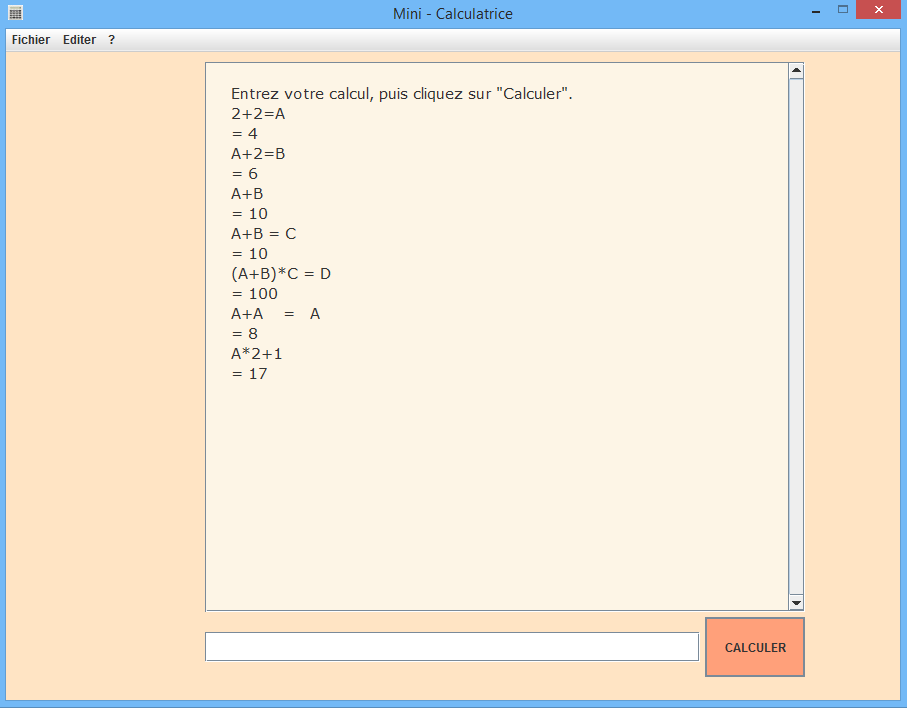 Mini - Calculatrice
Fichier Editer ?
Entrez votre calcul, puis cliquez sur "Calculer".
2+2=A
= 4
A+2=B
= 6
A+B
= 10
A+B = C
= 10
(A+B)*C = D
= 100
A+A    =   A
= 8
A*2+1
= 17
CALCULER